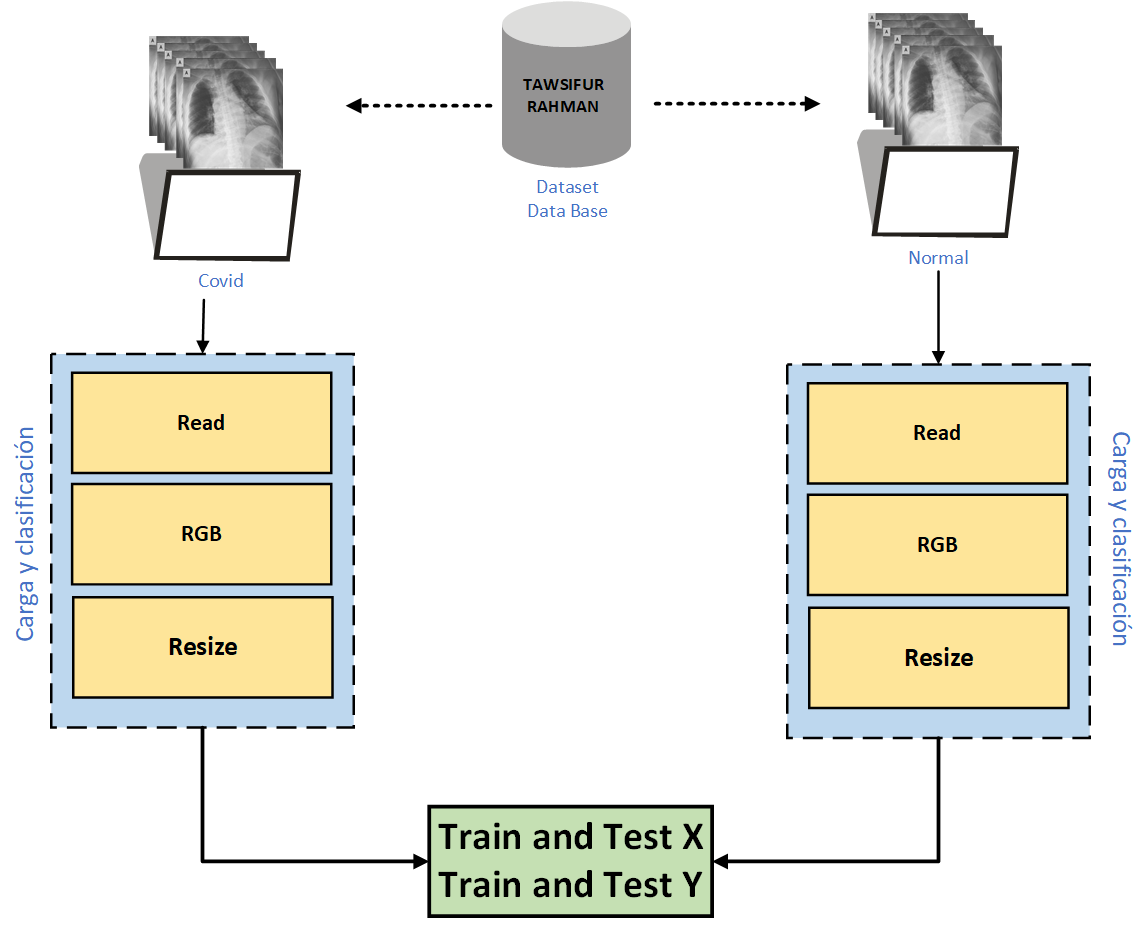 TAWSIFUR
RAHMAN
Dataset
Data Base
Covid
Normal
Carga y clasificación
Read
RGB
Resize
Read
RGB
Resize
Carga y clasificación
Train and Test X
Train and Test Y